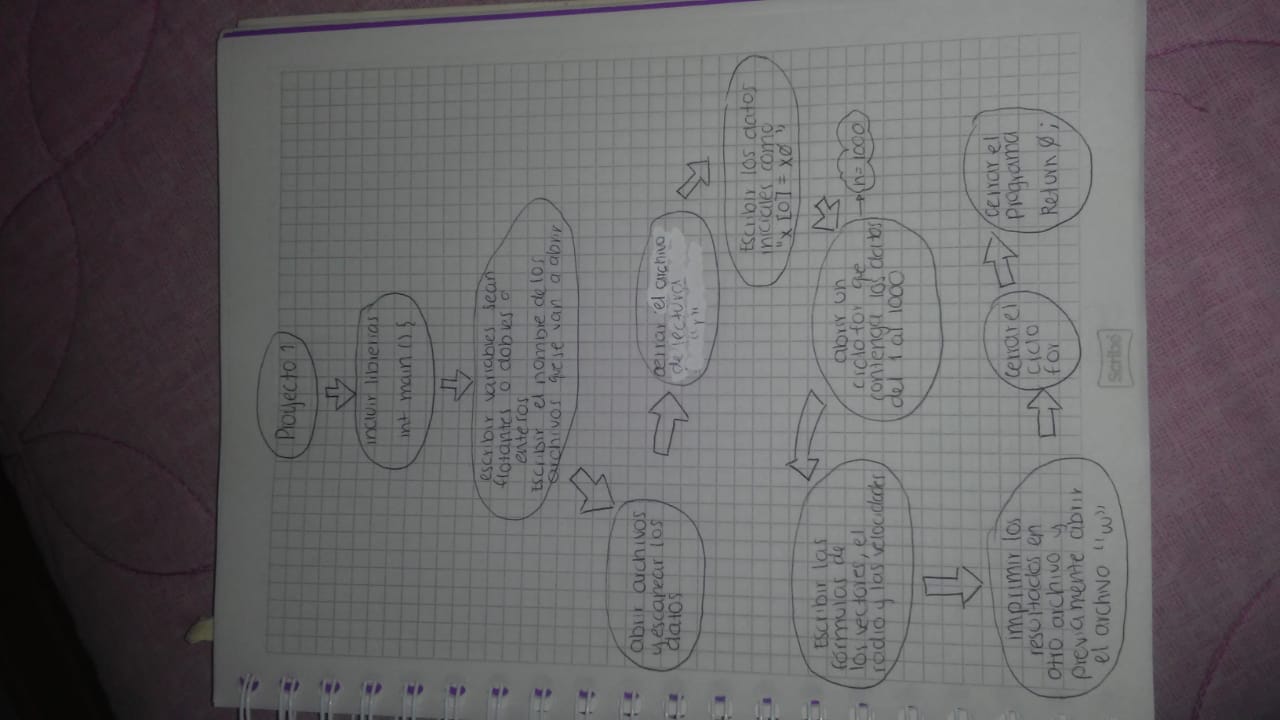 Proyecto 1
incluir librerias
int main () {
escribir variables sean
flotantes o dobles o
enteros
Escribir el nombre de los
archivos que se van a abrir
abrir archivos
y escanear los
datos
cerrar el archivo
de lectura
"r"
Escribir los datos
iniciales como
"x [0] = x0"
n= 1000
abrir un
ciclo for que
contenga los datos
del 1 al 1000
Escribir las
fórmulas de
los vectores, el
radio y las velocidades
Imprimir los
resultados en
otro archivo y
previamente abrir
el archivo "w"
Cerrar el
ciclo
for
cerrar el
programa
Return 0;
Scribe